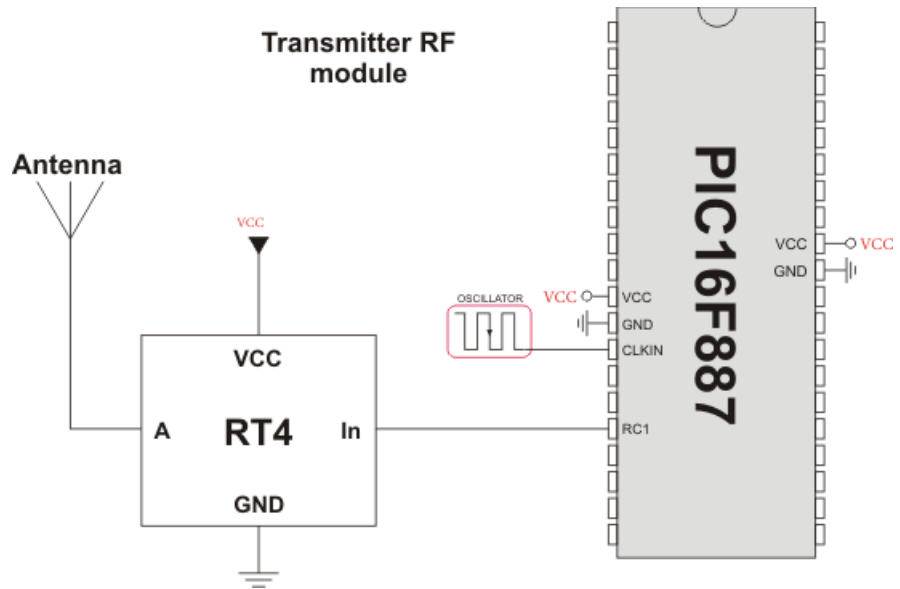 Transmitter RF
module
Antenna
VCC
VCC
A
RT4
In
GND
OSCILLATOR
VCC
VCC
GND
CLKIN
RC1
PIC16F887
VCC
GND
VCC